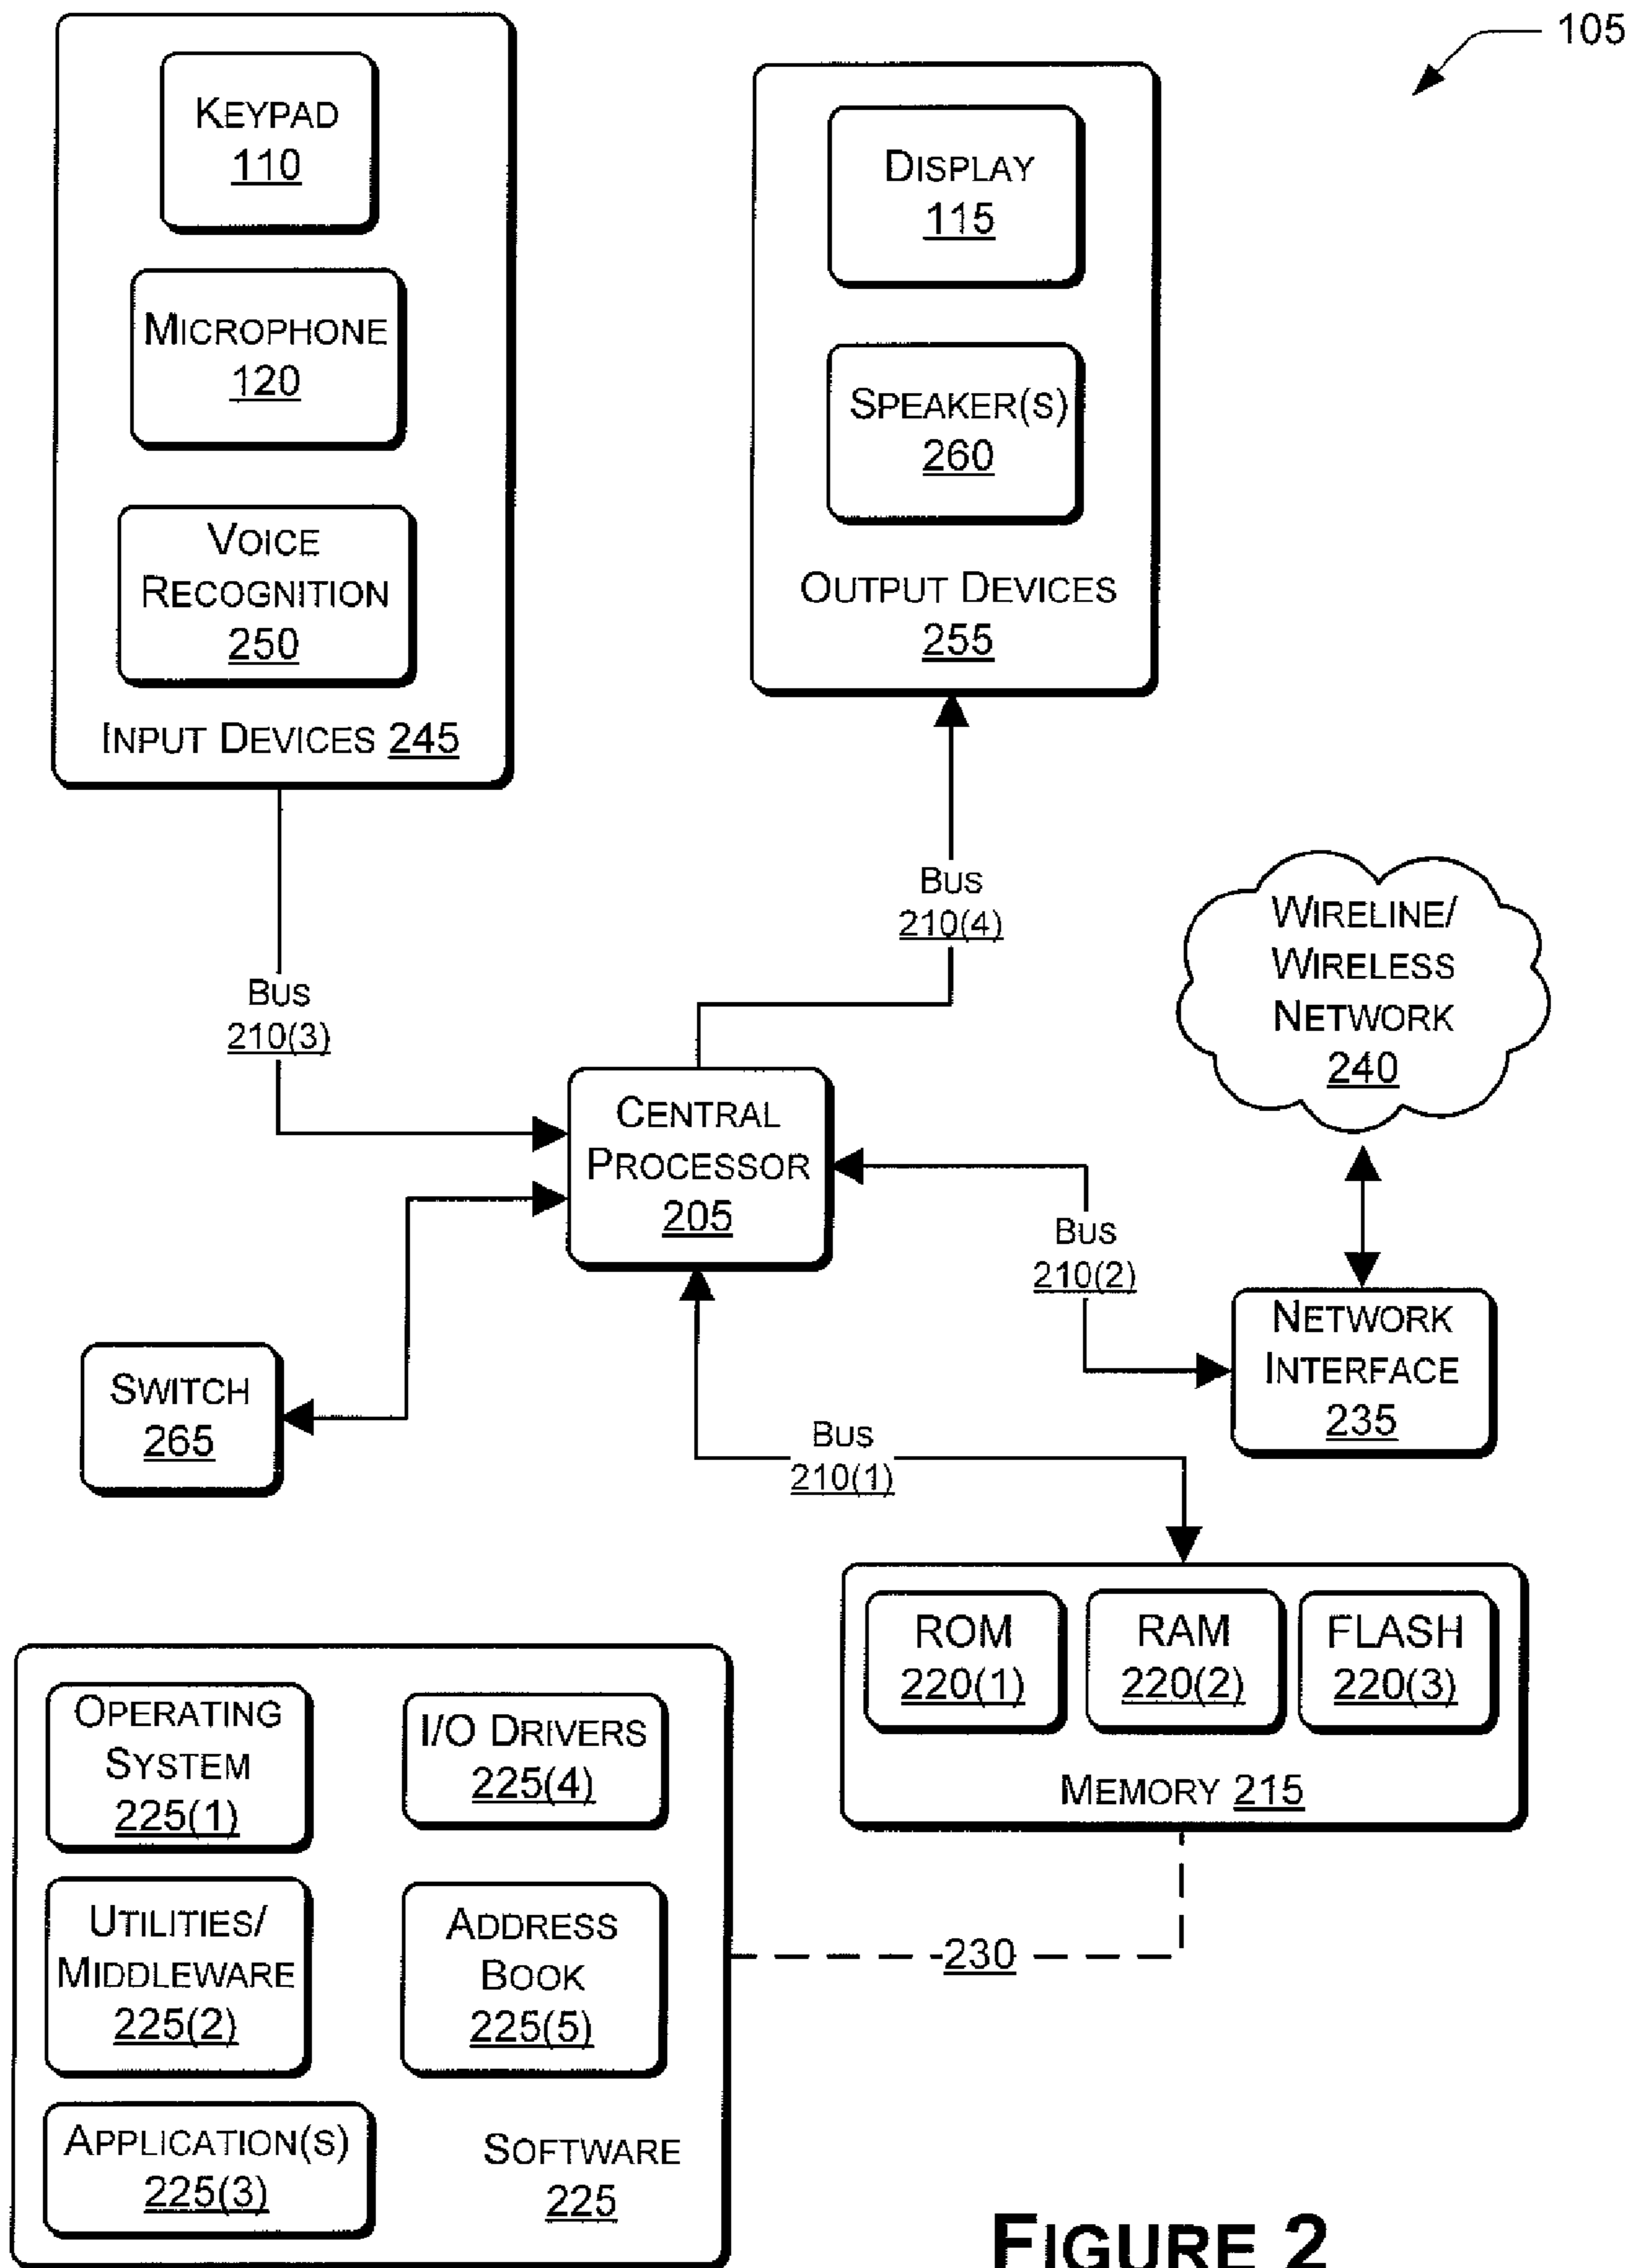 105
KEYPAD
110
MICROPHONE
120
VOICE
RECOGNITION
250
INPUT DEVICES 245
DISPLAY
115
SPEAKER(S)
260
OUTPUT DEVICES
255
BUS
210(3)
BUS
210(4)
WIRELINE/
WIRELESS
NETWORK
240
CENTRAL
PROCESSOR
205
BUS
210(2)
NETWORK
INTERFACE
235
SWITCH
265
BUS
210(1)
ROM
220(1)
RAM
220(2)
FLASH
220(3)
MEMORY 215
OPERATING
SYSTEM
225(1)
I/O DRIVERS
225(4)
UTILITIES/
MIDDLEWARE
225(2)
ADDRESS
BOOK
225(5)
230
APPLICATION(S)
225(3)
SOFTWARE
225
FIGURE 2